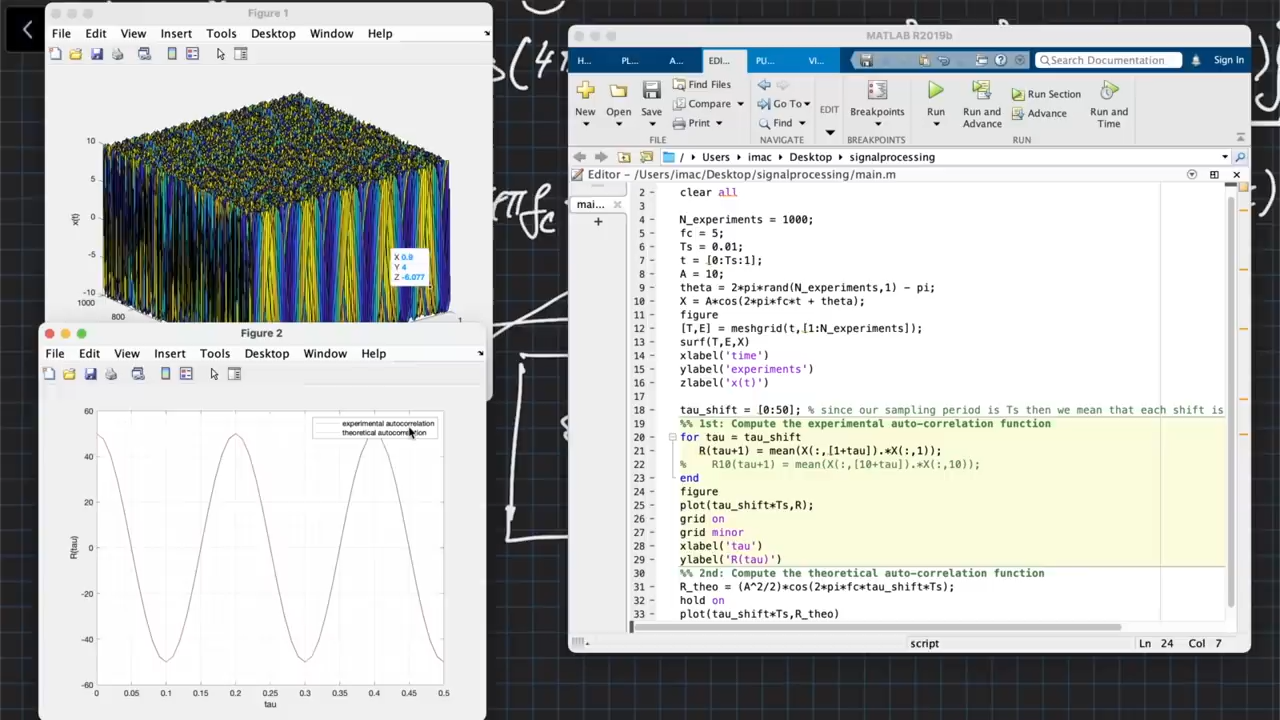 Figure 1
File Edit View Insert Tools Desktop Window Help
10
5
0
-5
-10
x(t)
1000
800
1
X 0.9
Y 4
Z -6.077
Figure 2
File Edit View Insert Tools Desktop Window Help
60
40
20
0
-20
-40
-60
R(tau)
experimental autocorrelation
theoretical autocorrelation
0 0.05 0.1 0.15 0.2 0.25 0.3 0.35 0.4 0.45 0.5
tau
MATLAB R2019b
H... PL... A... EDI... PU... VI... Search Documentation Sign In
New Open Save Find Files Compare Print Go To Find EDIT Breakpoints Run Run and Advance Run Section Advance Run and Time
FILE NAVIGATE BREAKPOINTS RUN
/ Users imac Desktop signalprocessing
Editor - /Users/imac/Desktop/signalprocessing/main.m
mai...
2 clear all
3
4 N_experiments = 1000;
5 fc = 5;
6 Ts = 0.01;
7 t = [0:Ts:1];
8 A = 10;
9 theta = 2*pi*rand(N_experiments,1) - pi;
10 X = A*cos(2*pi*fc*t + theta);
11 figure
12 [T,E] = meshgrid(t,[1:N_experiments]);
13 surf(T,E,X)
14 xlabel('time')
15 ylabel('experiments')
16 zlabel('x(t)')
17
18 tau_shift = [0:50]; % since our sampling period is Ts then we mean that each shift is
19 %% 1st: Compute the experimental auto-correlation function
20 for tau = tau_shift
21 R(tau+1) = mean(X(:,[1+tau]).*X(:,1));
22 % R10(tau+1) = mean(X(:,[10+tau]).*X(:,10));
23 end
24 figure
25 plot(tau_shift*Ts,R);
26 grid on
27 grid minor
28 xlabel('tau')
29 ylabel('R(tau)')
30 %% 2nd: Compute the theoretical auto-correlation function
31 R_theo = (A^2/2)*cos(2*pi*fc*tau_shift*Ts);
32 hold on
33 plot(tau_shift*Ts,R_theo)
script Ln 24 Col 7